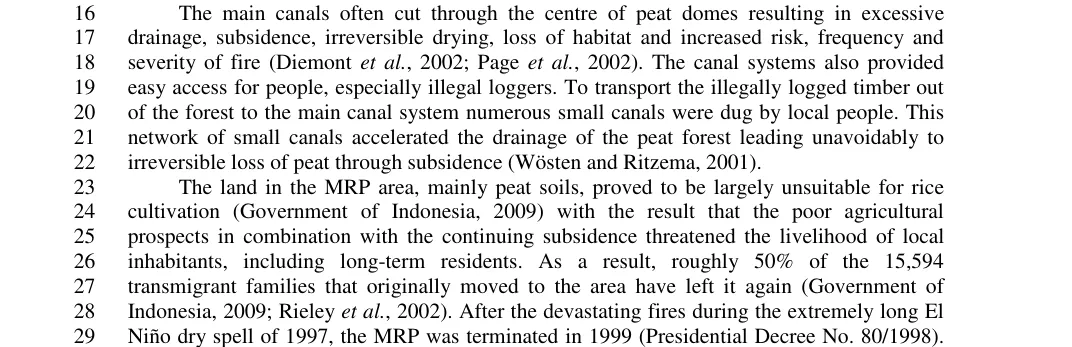 16 The main canals often cut through the centre of peat domes resulting in excessive
17 drainage, subsidence, irreversible drying, loss of habitat and increased risk, frequency and
18 severity of fire (Diemont et al., 2002; Page et al., 2002). The canal systems also provided
19 easy access for people, especially illegal loggers. To transport the illegally logged timber out
20 of the forest to the main canal system numerous small canals were dug by local people. This
21 network of small canals accelerated the drainage of the peat forest leading unavoidably to
22 irreversible loss of peat through subsidence (Wösten and Ritzema, 2001).
23 The land in the MRP area, mainly peat soils, proved to be largely unsuitable for rice
24 cultivation (Government of Indonesia, 2009) with the result that the poor agricultural
25 prospects in combination with the continuing subsidence threatened the livelihood of local
26 inhabitants, including long-term residents. As a result, roughly 50% of the 15,594
27 transmigrant families that originally moved to the area have left it again (Government of
28 Indonesia, 2009; Rieley et al., 2002). After the devastating fires during the extremely long El
29 Niño dry spell of 1997, the MRP was terminated in 1999 (Presidential Decree No. 80/1998).